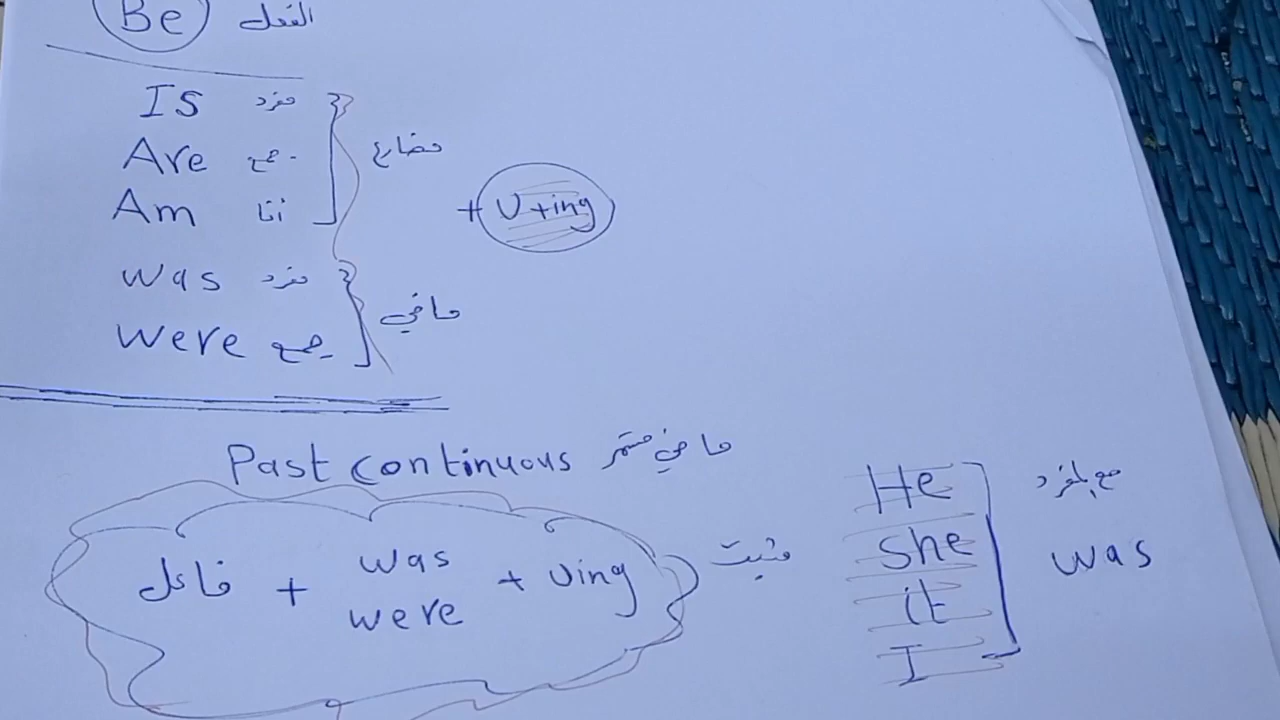 Be الفعل
IS مفرد
Are جمع
Am أنا
مضارع
+ V+ing
was مفرد
were جمع
ماضي
Past continuous ماضي مستمر
فاعل + was were + Ving
مثبت
He
she
it
I
مع المفرد
was